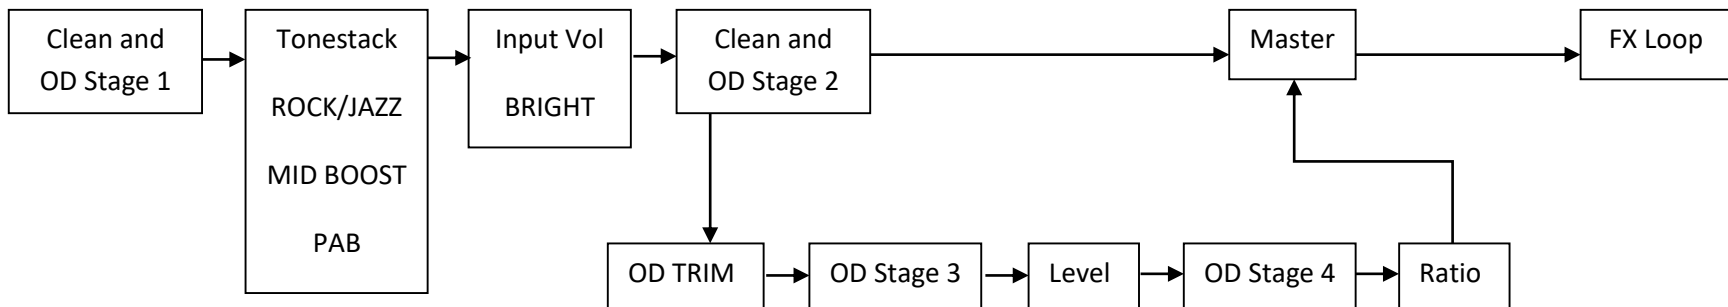 Clean and
OD Stage 1
Tonestack
ROCK/JAZZ
MID BOOST
PAB
Input Vol
BRIGHT
Clean and
OD Stage 2
Master
FX Loop
OD TRIM
OD Stage 3
Level
OD Stage 4
Ratio